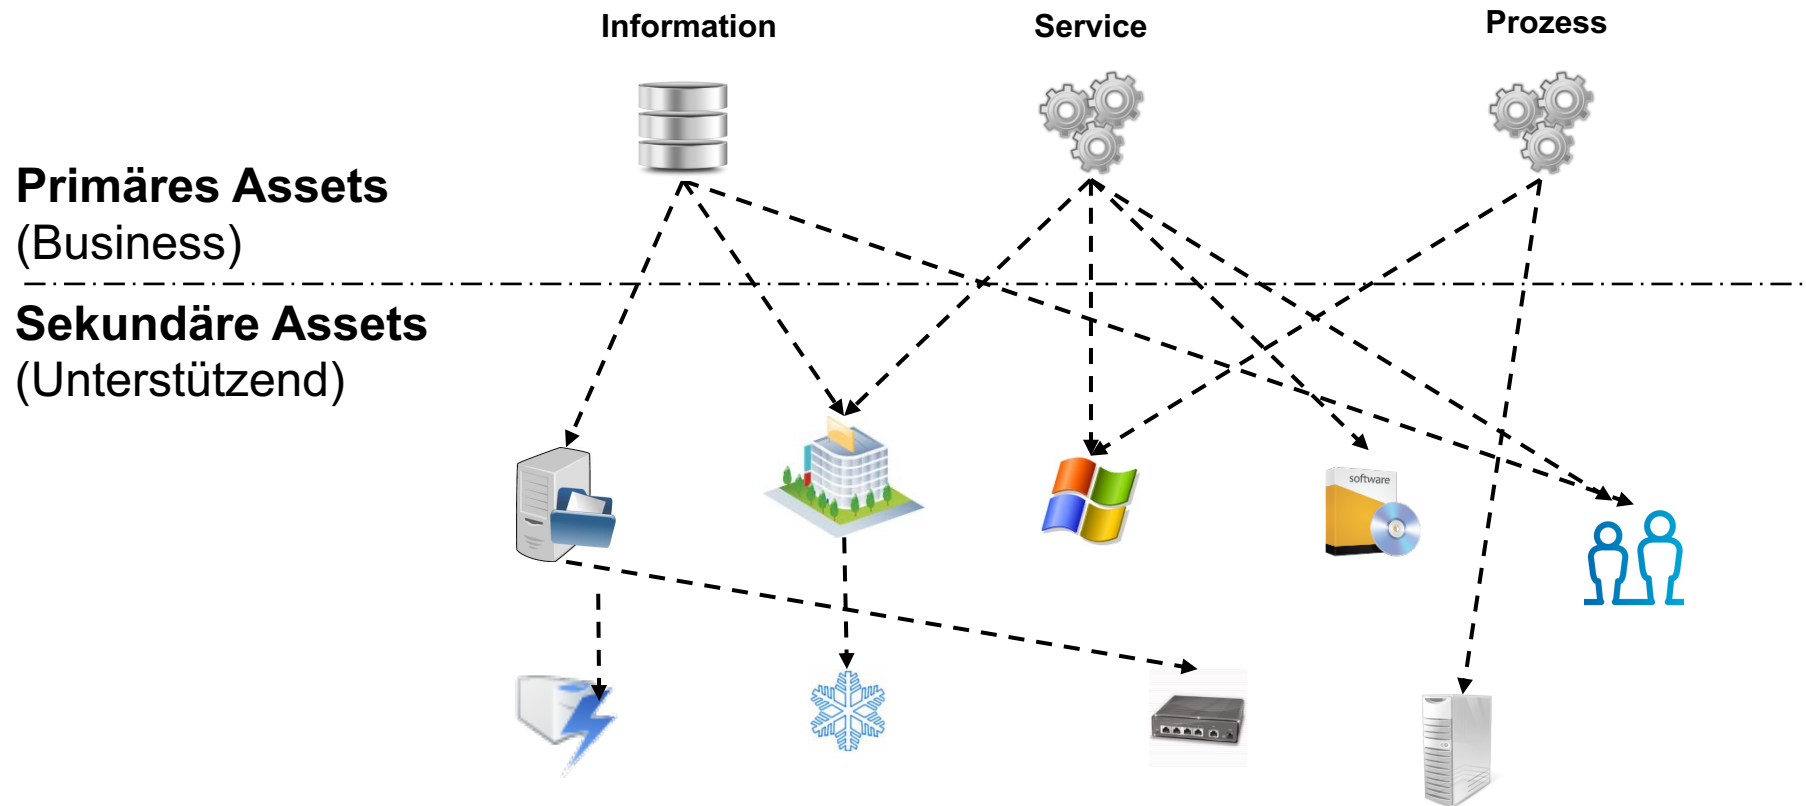 Information
Service
Prozess
Primäres Assets
(Business)
Sekundäre Assets
(Unterstützend)
software